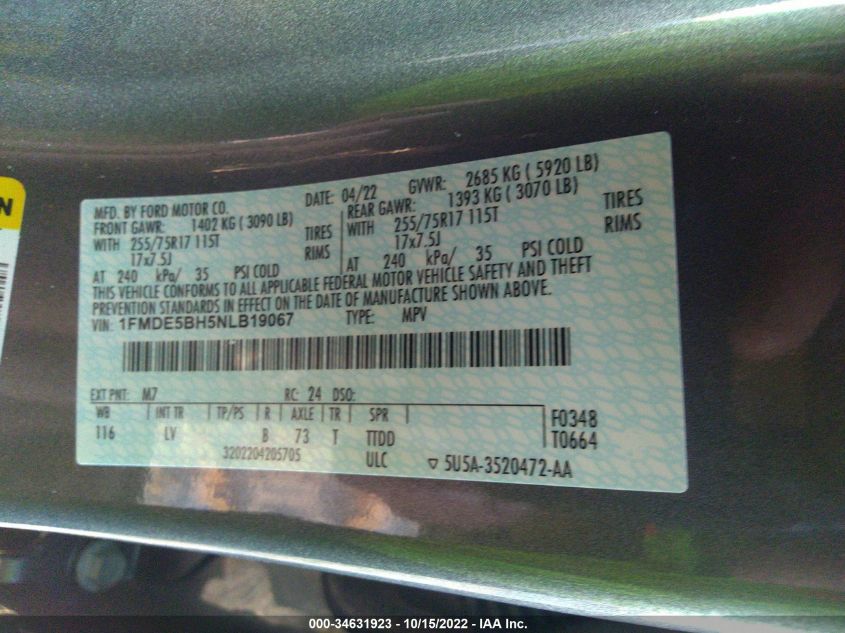 N
MFD. BY FORD MOTOR CO.
DATE: 04/22 GVWR: 2685 KG ( 5920 LB)
FRONT GAWR: 1402 KG ( 3090 LB)
REAR GAWR: 1393 KG ( 3070 LB)
WITH 255/75R17 115T TIRES
WITH 255/75R17 115T TIRES
17x7.5J RIMS
17x7.5J RIMS
AT 240 kPa/ 35 PSI COLD
AT 240 kPa/ 35 PSI COLD
THIS VEHICLE CONFORMS TO ALL APPLICABLE FEDERAL MOTOR VEHICLE SAFETY AND THEFT
PREVENTION STANDARDS IN EFFECT ON THE DATE OF MANUFACTURE SHOWN ABOVE.
VIN: 1FMDE5BH5NLB19067 TYPE: MPV
EXT PNT: M7 RC: 24 DSO:
WB INT TR TP/PS R AXLE TR SPR F0348
116 LV B 73 T TTDD T0664
3202204205705 ULC 5U5A-3520472-AA
000-34631923 - 10/15/2022 - IAA Inc.